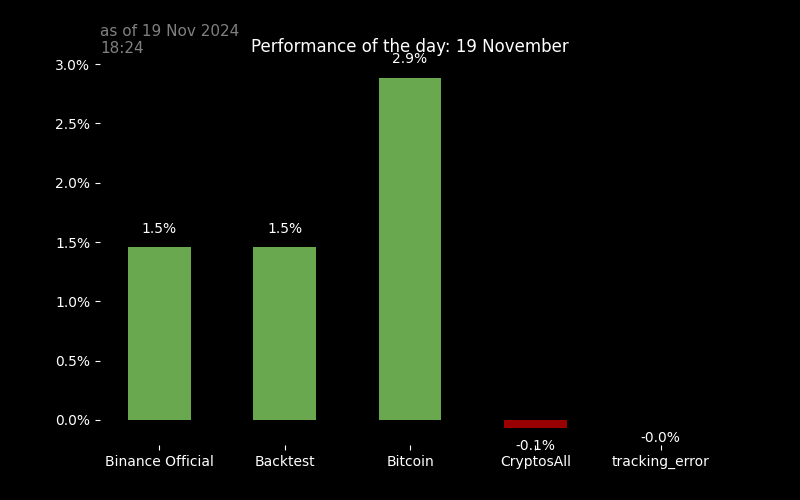 as of 19 Nov 2024
18:24
Performance of the day: 19 November
3.0%
2.5%
2.0%
1.5%
1.0%
0.5%
0.0%
1.5%
1.5%
2.9%
-0.1%
-0.0%
Binance Official
Backtest
Bitcoin
CryptosAll
tracking_error